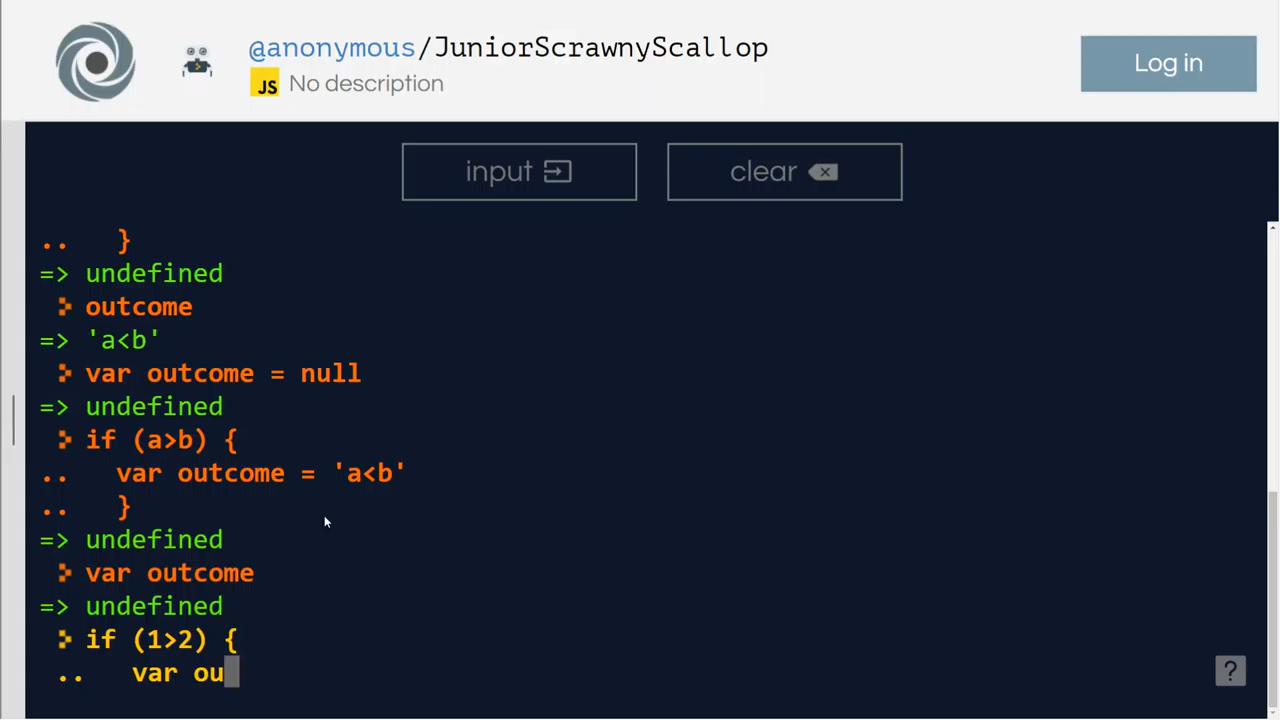 @anonymous/JuniorScrawnyScallop
JS No description
Log in
input
clear
.. }
=> undefined
outcome
=> 'a<b'
var outcome = null
=> undefined
if (a>b) {
.. var outcome = 'a<b'
.. }
=> undefined
var outcome
=> undefined
if (1>2) {
.. var ou
?